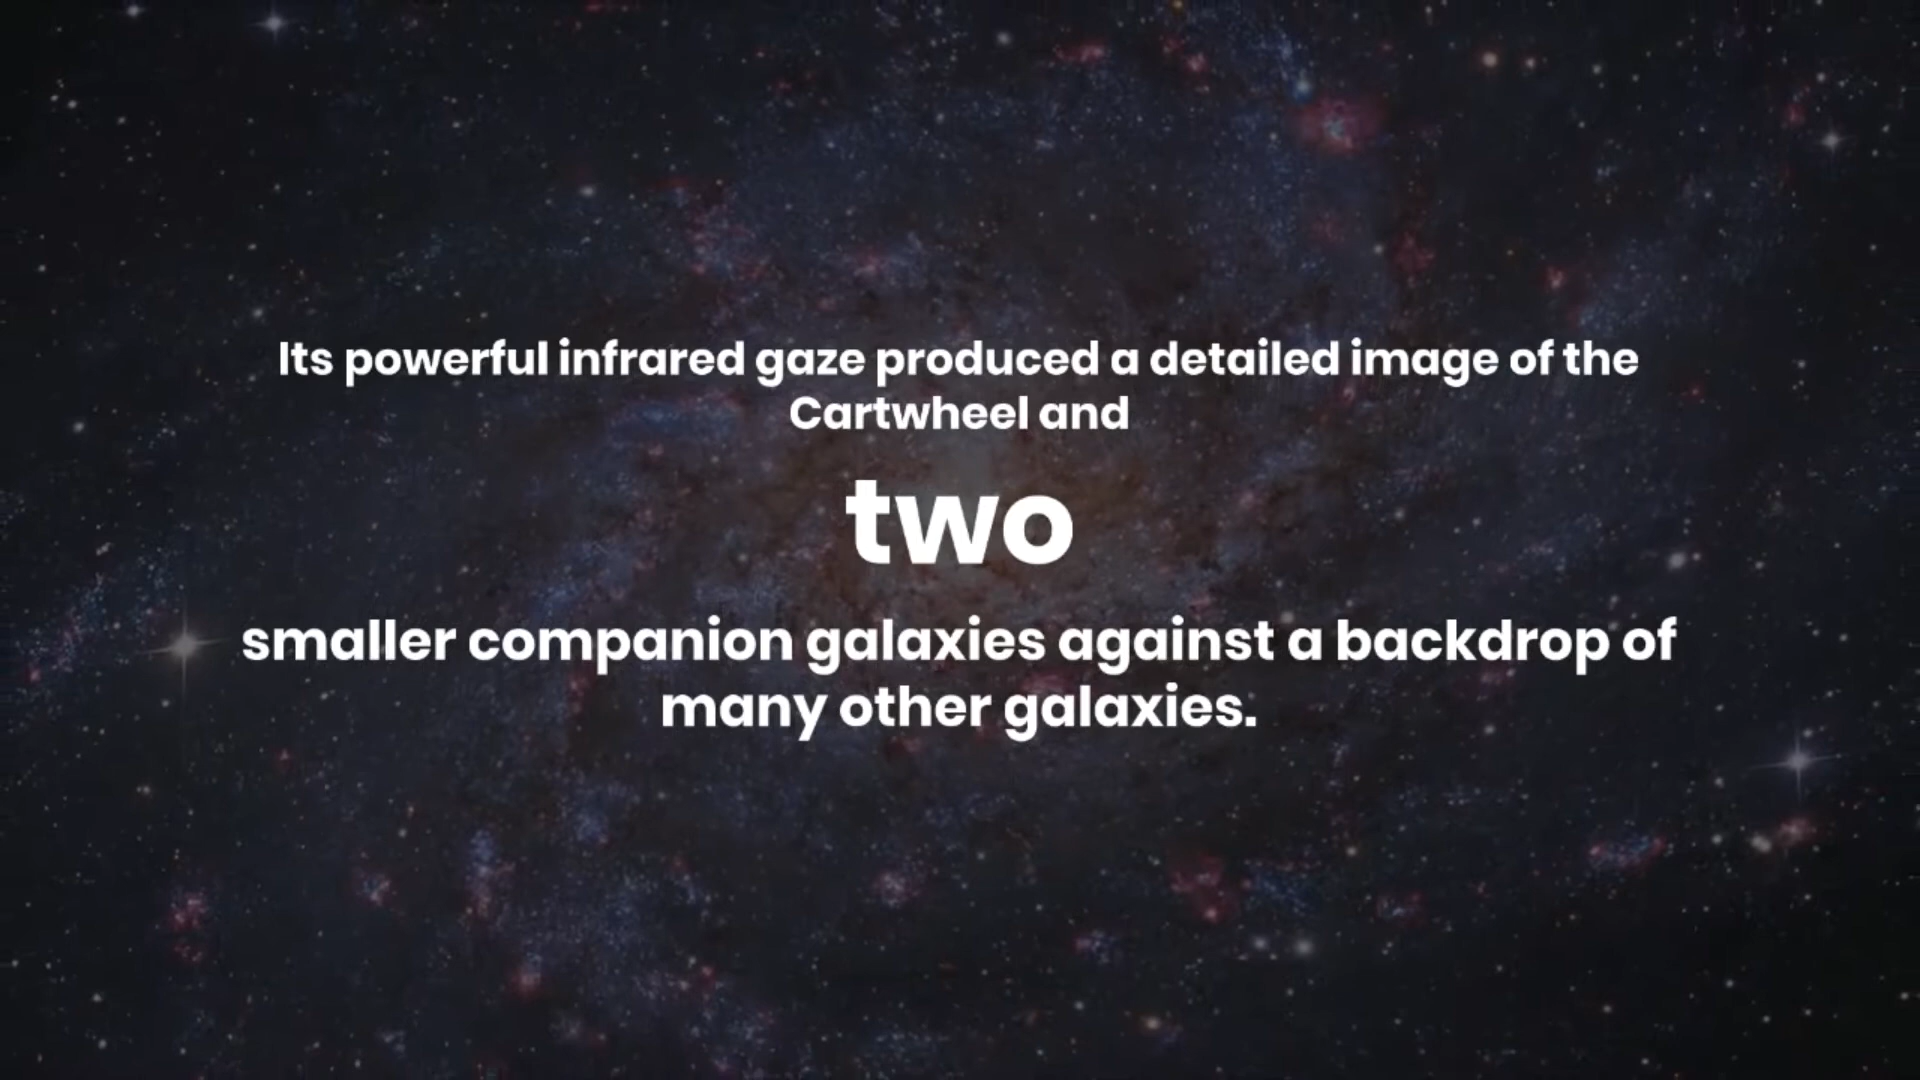 Its powerful infrared gaze produced a detailed image of the
Cartwheel and
two
smaller companion galaxies against a backdrop of
many other galaxies.